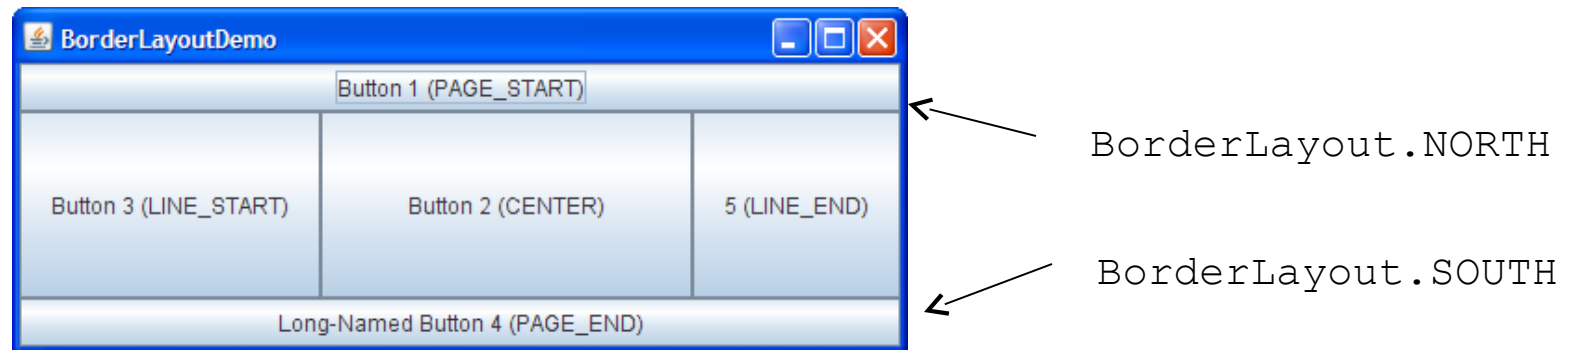 BorderLayoutDemo
Button 1 (PAGE_START)
BorderLayout.NORTH
Button 3 (LINE_START)
Button 2 (CENTER)
5 (LINE_END)
BorderLayout.SOUTH
Long-Named Button 4 (PAGE_END)